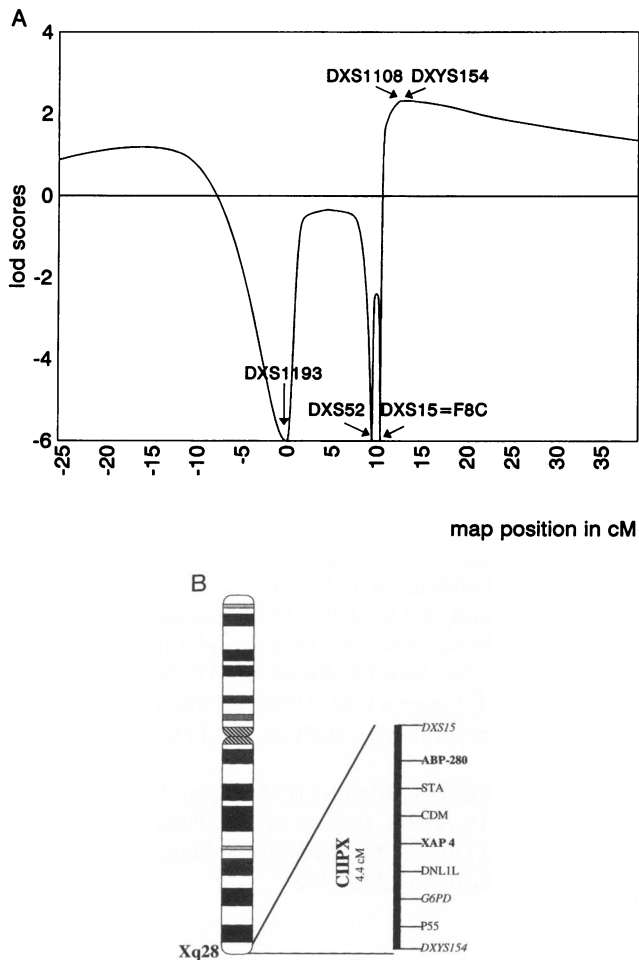 A
4
2
0
-2
-4
-6
lod scores
DXS1108 DXYS154
DXS1193
DXS52 DXS15=F8C
-25 -20 -15 -10 -5 0 5 10 15 20 25 30 35
map position in cM
B
DXS15
ABP-280
STA
CDM
XAP 4
DNL1L
G6PD
P55
DXYS154
CIIPX
4.4 cM
Xq28